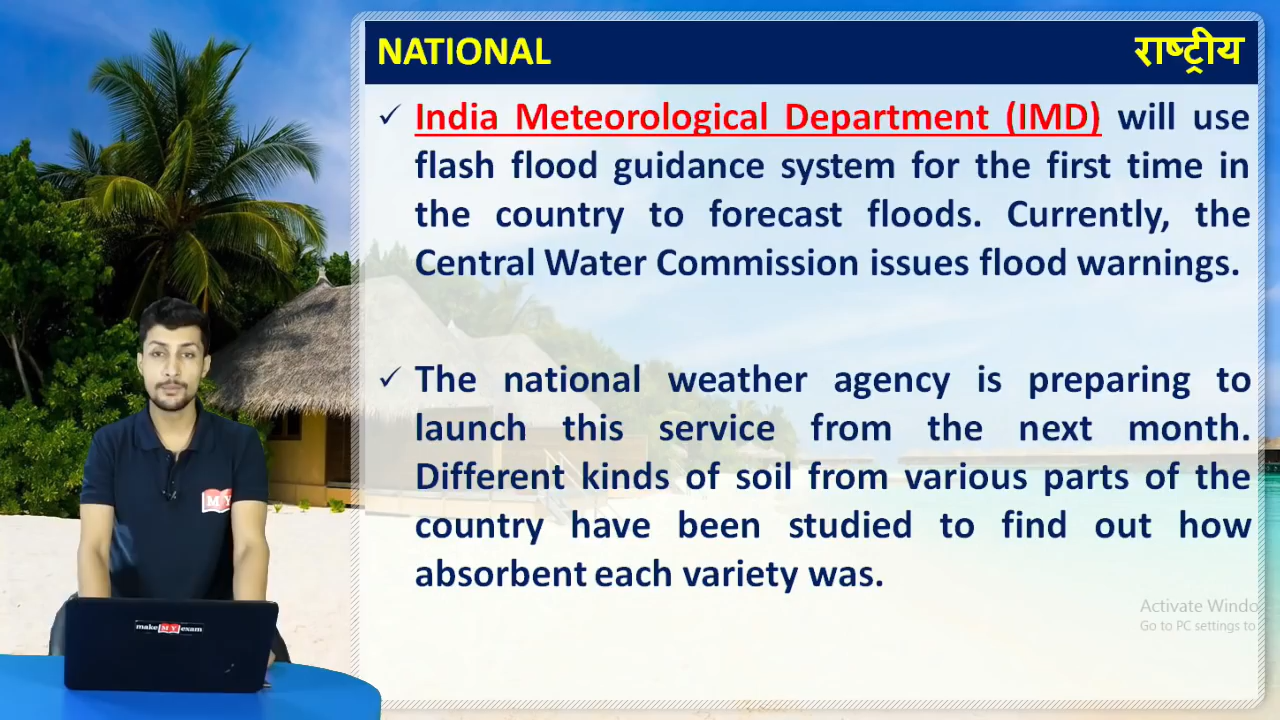 NATIONAL राष्ट्रीय
✓ India Meteorological Department (IMD) will use
flash flood guidance system for the first time in
the country to forecast floods. Currently, the
Central Water Commission issues flood warnings.
✓ The national weather agency is preparing to
launch this service from the next month.
Different kinds of soil from various parts of the
country have been studied to find out how
absorbent each variety was.
M Y
make MY exam
Activate Windo
Go to PC settings to